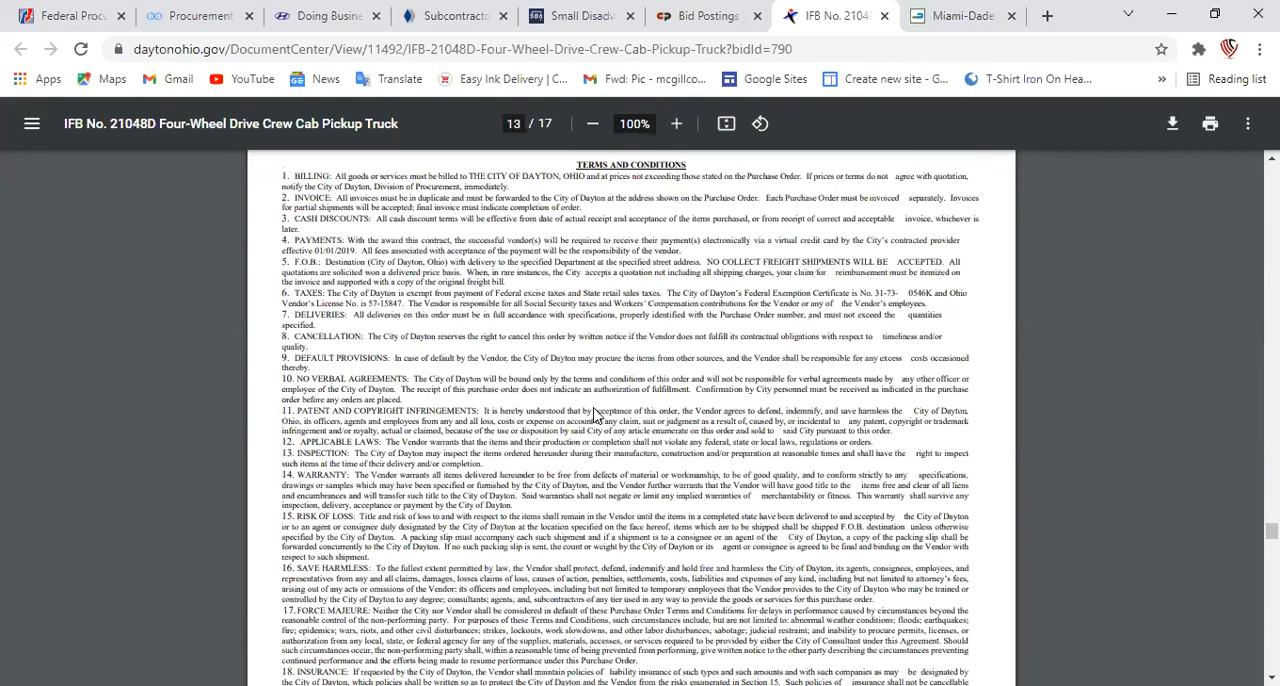 Federal Procu
Procurement
Doing Busine
Subcontracto
SBA
Small Disadv
Bid Postings
IFB No. 2104
Miami-Dade
daytonohio.gov/DocumentCenter/View/11492/IFB-21048D-Four-Wheel-Drive-Crew-Cab-Pickup-Truck?bidId=790
Apps
Maps
Gmail
YouTube
News
Translate
Easy Ink Delivery | C...
Fwd: Pic - mcgillco...
Google Sites
Create new site - G...
T-Shirt Iron On Hea...
»
Reading list
IFB No. 21048D Four-Wheel Drive Crew Cab Pickup Truck
13 / 17
100%
TERMS AND CONDITIONS
1. BILLING: All goods or services must be billed to THE CITY OF DAYTON, OHIO and at prices not exceeding those stated on the Purchase Order. If prices or terms do not agree with quotation,
notify the City of Dayton, Division of Procurement, immediately.
2. INVOICE: All invoices must be in duplicate and must be forwarded to the City of Dayton at the address shown on the Purchase Order. Each Purchase Order must be invoiced separately. Invoices
for partial shipments will be accepted; final invoice must indicate completion of order.
3. CASH DISCOUNTS: All cash discount terms will be effective from date of actual receipt and acceptance of the items purchased, or from receipt of correct and acceptable invoice, whichever is
later.
4. PAYMENTS: With the award this contract, the successful vendor(s) will be required to receive their payment(s) electronically via a virtual credit card by the City's contracted provider
effective 01/01/2019. All fees associated with acceptance of the payment will be the responsibility of the vendor.
5. F.O.B.: Destination (City of Dayton, Ohio) with delivery to the specified Department at the specified street address. NO COLLECT FREIGHT SHIPMENTS WILL BE ACCEPTED. All
quotations are solicited won a delivered price basis. When, in rare instances, the City accepts a quotation not including all shipping charges, your claim for reimbursement must be itemized on
the invoice and supported with a copy of the original freight bill.
6. TAXES: The City of Dayton is exempt from payment of Federal excise taxes and State retail sales taxes. The City of Dayton's Federal Exemption Certificate is No. 31-73- 0546K and Ohio
Vendor's License No. is 57-15847. The Vendor is responsible for all Social Security taxes and Workers' Compensation contributions for the Vendor or any of the Vendor's employees.
7. DELIVERIES: All deliveries on this order must be in full accordance with specifications, properly identified with the Purchase Order number, and must not exceed the quantities
specified.
8. CANCELLATION: The City of Dayton reserves the right to cancel this order by written notice if the Vendor does not fulfill its contractual obligations with respect to timeliness and/or
quality.
9. DEFAULT PROVISIONS: In case of default by the Vendor, the City of Dayton may procure the items from other sources, and the Vendor shall be responsible for any excess costs occasioned
thereby.
10. NO VERBAL AGREEMENTS: The City of Dayton will be bound only by the terms and conditions of this order and will not be responsible for verbal agreements made by any other officer or
employee of the City of Dayton. The receipt of this purchase order does not indicate an authorization of fulfillment. Confirmation by City personnel must be received as indicated in the purchase
order before any orders are placed.
11. PATENT AND COPYRIGHT INFRINGEMENTS: It is hereby understood that by acceptance of this order, the Vendor agrees to defend, indemnify, and save harmless the City of Dayton,
Ohio, its officers, agents and employees from any and all loss, costs or expense on account of any claim, suit or judgment as a result of, caused by, or incidental to any patent, copyright or trademark
infringement and/or royalty, actual or claimed, because of the use or disposition by said City of any article enumerate on this order and sold to said City pursuant to this order.
12. APPLICABLE LAWS: The Vendor warrants that the items and their production or completion shall not violate any federal, state or local laws, regulations or orders.
13. INSPECTION: The City of Dayton may inspect the items ordered hereunder during their manufacture, construction and/or preparation at reasonable times and shall have the right to inspect
such items at the time of their delivery and/or completion.
14. WARRANTY: The Vendor warrants all items delivered hereunder to be free from defects of material or workmanship, to be of good quality, and to conform strictly to any specifications,
drawings or samples which may have been specified or furnished by the City of Dayton, and the Vendor further warrants that the Vendor will have good title to the items free and clear of all liens
and encumbrances and will transfer such title to the City of Dayton. Said warranties shall not negate or limit any implied warranties of merchantability or fitness. This warranty shall survive any
inspection, delivery, acceptance or payment by the City of Dayton.
15. RISK OF LOSS: Title and risk of loss to and with respect to the items shall remain in the Vendor until the items in a completed state have been delivered to and accepted by the City of Dayton
or to an agent or consignee duly designated by the City of Dayton at the location specified on the face hereof, items which are to be shipped shall be shipped F.O.B. destination unless otherwise
specified by the City of Dayton. A packing slip must accompany each such shipment and if a shipment is to a consignee or an agent of the City of Dayton, a copy of the packing slip shall be
forwarded concurrently to the City of Dayton. If no such packing slip is sent, the count or weight by the City of Dayton or its agent or consignee is agreed to be final and binding on the Vendor with
respect to such shipment.
16. SAVE HARMLESS: To the fullest extent permitted by law, the Vendor shall protect, defend, indemnify and hold free and harmless the City of Dayton, its agents, consignees, employees, and
representatives from any and all claims, damages, losses claims of loss, causes of action, penalties, settlements, costs, liabilities and expenses of any kind, including but not limited to attorney's fees,
arising out of any acts or omissions of the Vendor; its officers and employees, including but not limited to temporary employees that the Vendor provides to the City of Dayton who may be trained or
controlled by the City of Dayton to any degree; consultants; agents; and, subcontractors of any tier used in any way to provide the goods or services for this purchase order.
17. FORCE MAJEURE: Neither the City nor Vendor shall be considered in default of these Purchase Order Terms and Conditions for delays in performance caused by circumstances beyond the
reasonable control of the non-performing party. For purposes of these Terms and Conditions, such circumstances include, but are not limited to: abnormal weather conditions; floods; earthquakes;
fire; epidemics; wars, riots, and other civil disturbances; strikes, lockouts, work slowdowns, and other labor disturbances; sabotage; judicial restraint; and inability to procure permits, licenses, or
authorization from any local, state, or federal agency for any of the supplies, materials, accesses, or services required to be provided by either the City of Consultant under this Agreement. Should
such circumstances occur, the non-performing party shall, within a reasonable time of being prevented from performing, give written notice to the other party describing the circumstances preventing
continued performance and the efforts being made to resume performance under this Purchase Order.
18. INSURANCE: If requested by the City of Dayton, the Vendor shall maintain policies of liability insurance of such types and such amounts and with such companies as may be designated by
the City of Dayton, which policies shall be written so as to protect the City of Dayton and the Vendor from the risks enumerated in Section 15. Such policies of insurance shall not be cancellable